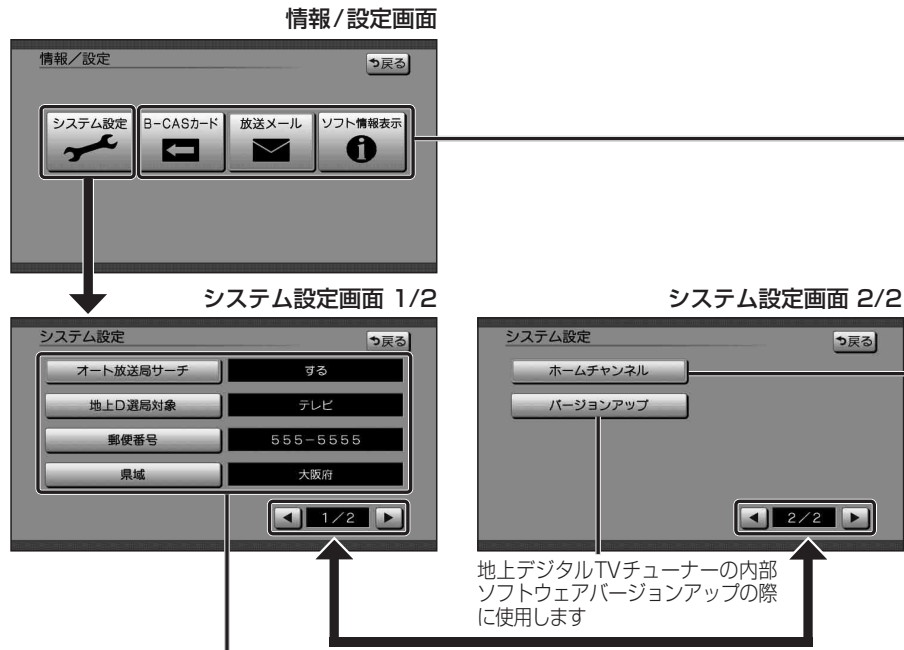 情報/設定画面
情報／設定
戻る
システム設定
B-CASカード
放送メール
ソフト情報表示
システム設定画面 1/2
システム設定
戻る
オート放送局サーチ
する
地上D選局対象
テレビ
郵便番号
555-5555
県域
大阪府
1／2
システム設定画面 2/2
システム設定
戻る
ホームチャンネル
バージョンアップ
2／2
地上デジタルTVチューナーの内部
ソフトウェアバージョンアップの際
に使用します